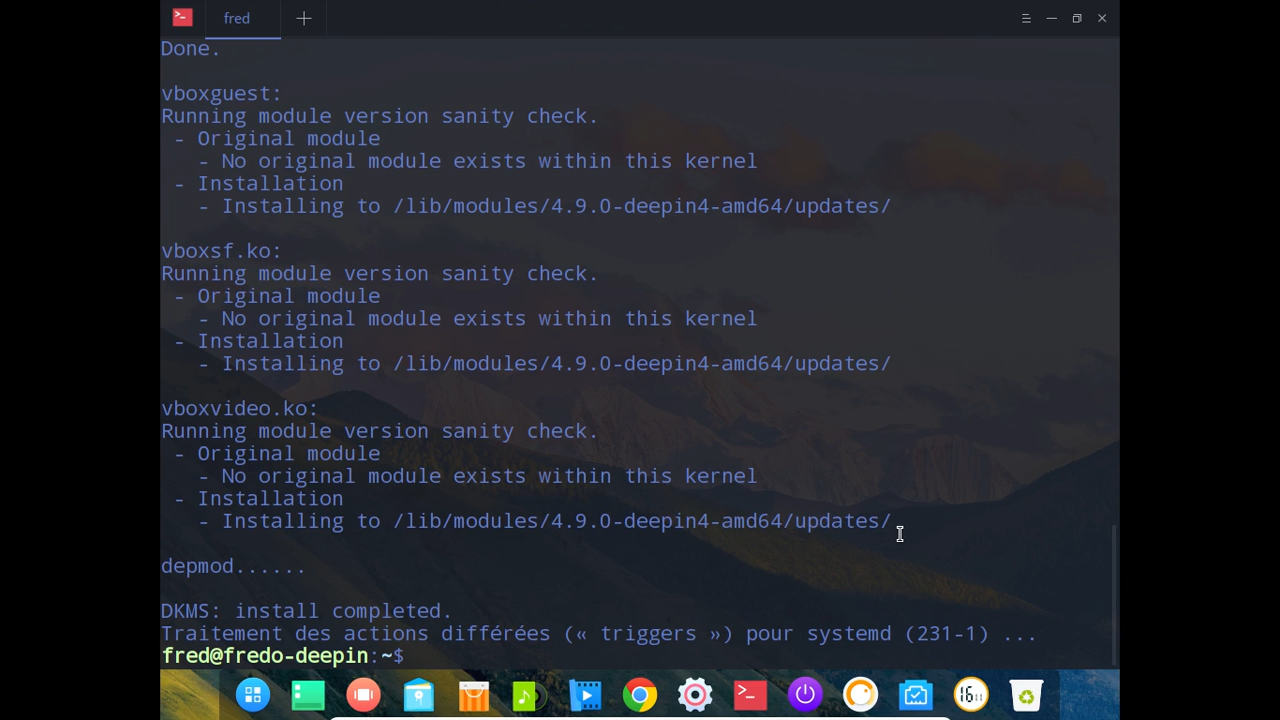 fred
Done.
vboxguest:
Running module version sanity check.
- Original module
- No original module exists within this kernel
- Installation
- Installing to /lib/modules/4.9.0-deepin4-amd64/updates/
vboxsf.ko:
Running module version sanity check.
- Original module
- No original module exists within this kernel
- Installation
- Installing to /lib/modules/4.9.0-deepin4-amd64/updates/
vboxvideo.ko:
Running module version sanity check.
- Original module
- No original module exists within this kernel
- Installation
- Installing to /lib/modules/4.9.0-deepin4-amd64/updates/
depmod......
DKMS: install completed.
Traitement des actions différées (« triggers ») pour systemd (231-1) ...
fred@fredo-deepin:~$